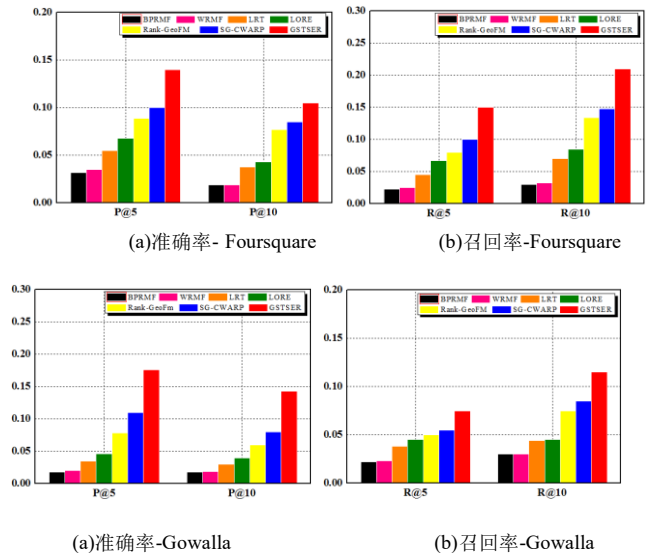 0.20
BPRMF WRMF LRT LORE
Rank-GeoFM SG-CWARP GSTSER
0.15
0.10
0.05
0.00
P@5 P@10
(a)准确率- Foursquare
0.30
BPRMF WRMF LRT LORE
Rank-GeoFM SG-CWARP GSTSER
0.25
0.20
0.15
0.10
0.05
0.00
R@5 R@10
(b)召回率-Foursquare
0.30
BPRMF WRMF LRT LORE
Rank-GeoFm SG-CWARP GSTSER
0.25
0.20
0.15
0.10
0.05
0.00
P@5 P@10
(a)准确率-Gowalla
0.20
BPRMF WRMF LRT LORE
Rank-GeoFM SG-CWARP GSTSER
0.15
0.10
0.05
0.00
R@5 R@10
(b)召回率-Gowalla